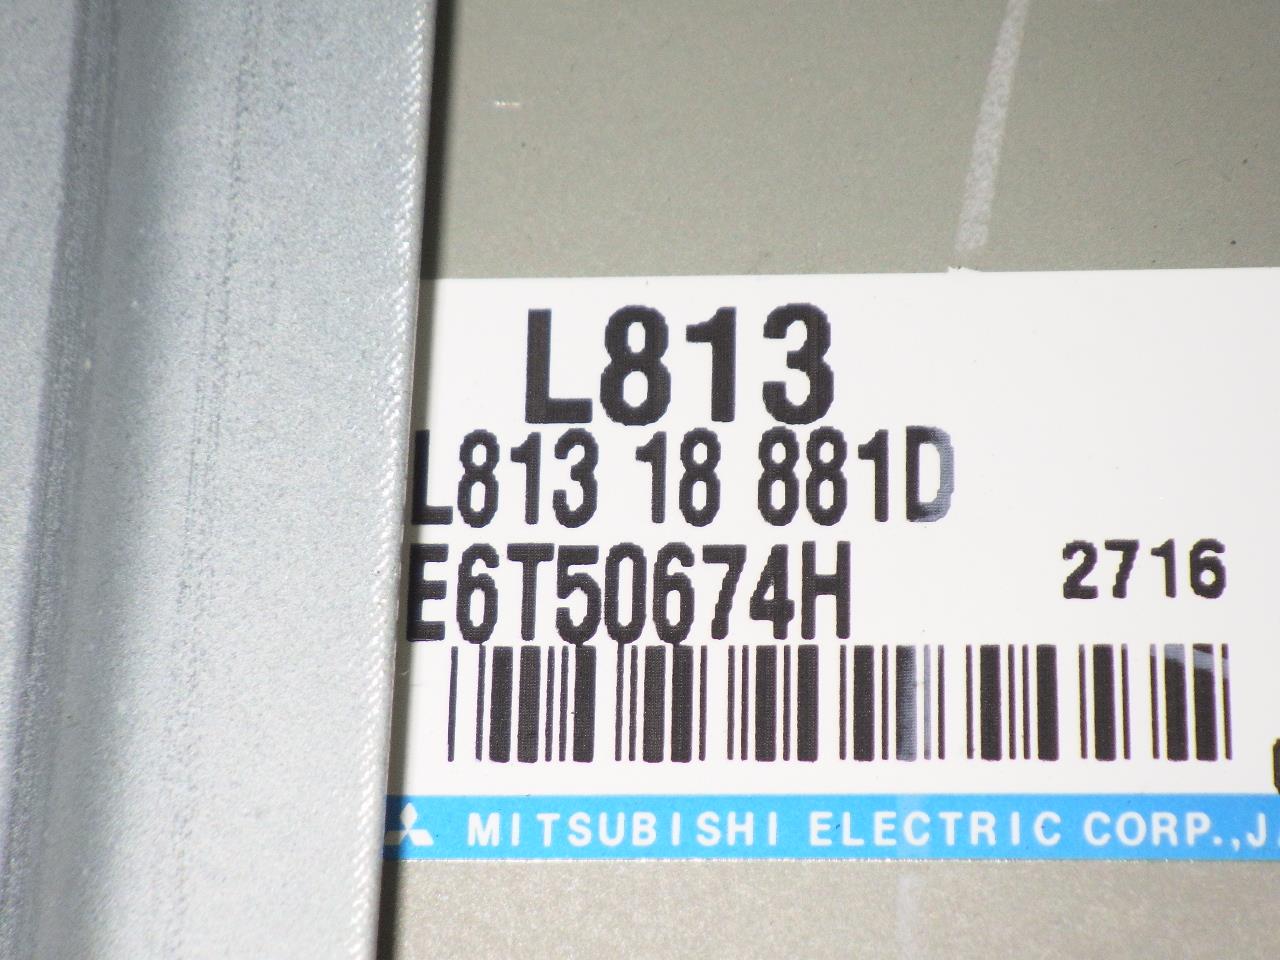 L813
L813 18 881D
E6T50674H 2716
MITSUBISHI ELECTRIC CORP.,J